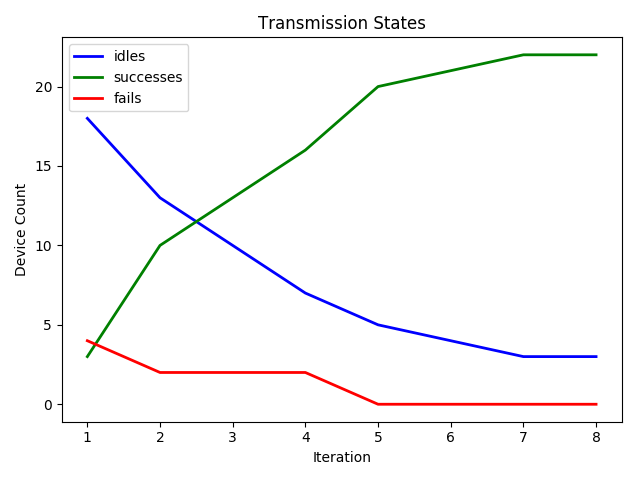 Transmission States
idles
successes
fails
20
15
10
5
0
Device Count
1 2 3 4 5 6 7 8
Iteration